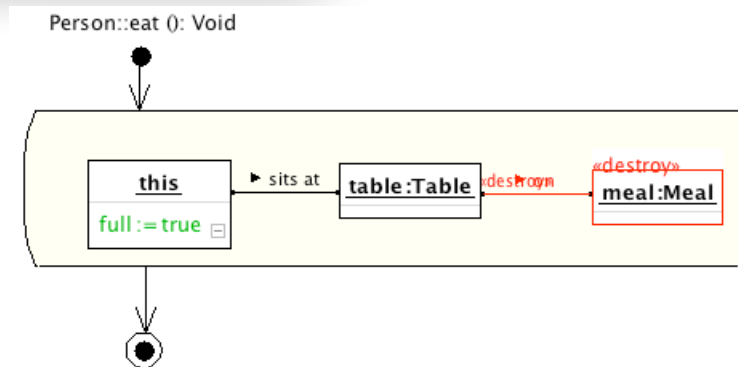 Person::eat (): Void
«destroy»
this
sits at
table:Table
meal:Meal
full:=true